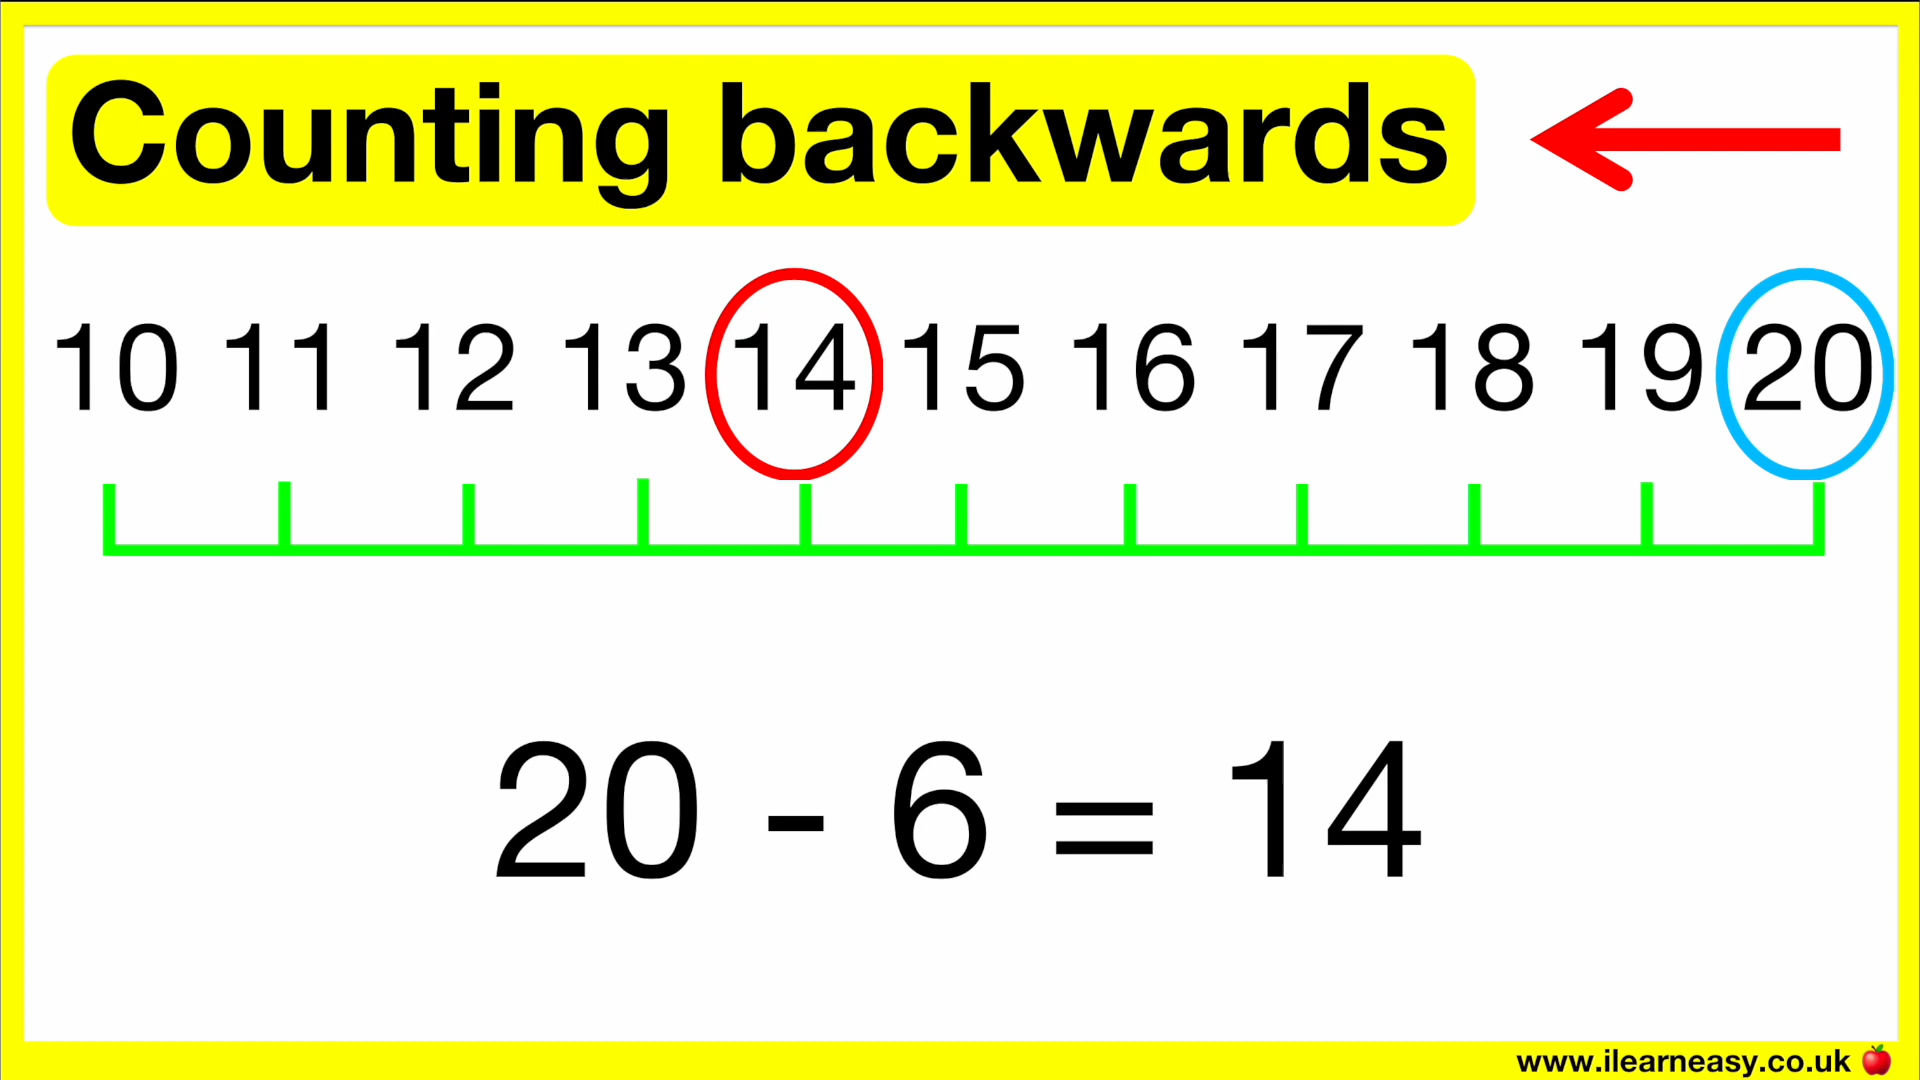 Counting backwards
10 11 12 13 14 15 16 17 18 19 20
20 - 6 = 14
www.ilearneasy.co.uk